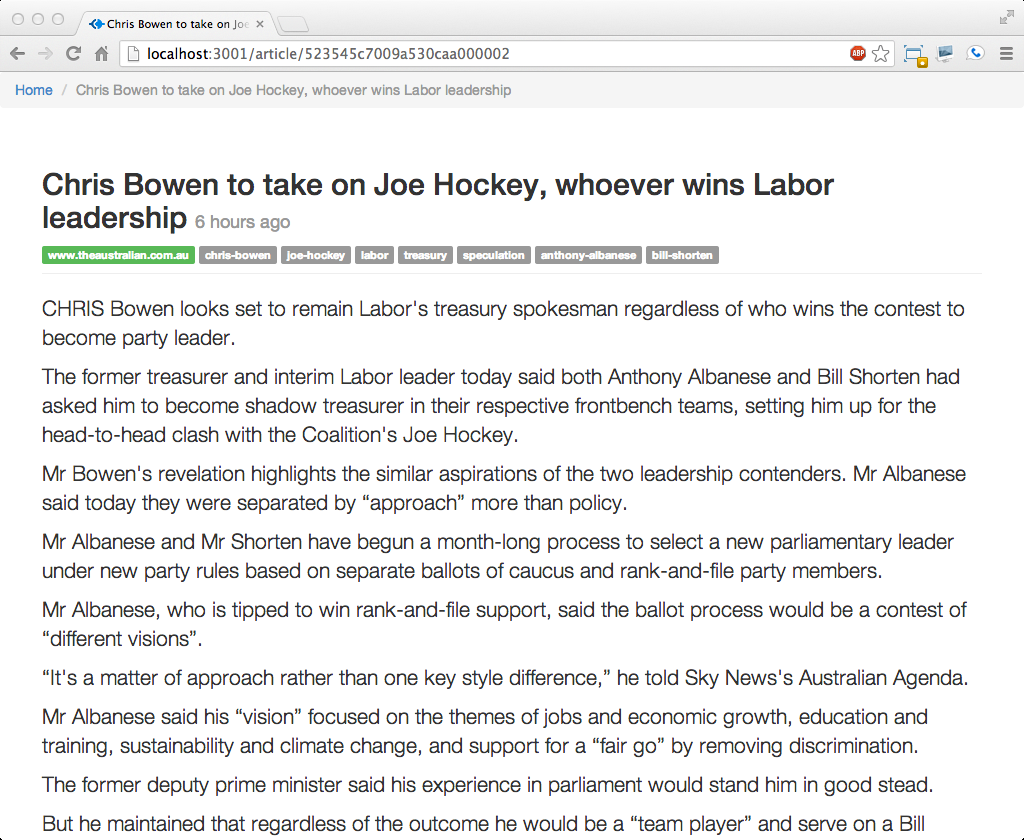 Chris Bowen to take on Joe
localhost:3001/article/523545c7009a530caa000002
ABP
Home / Chris Bowen to take on Joe Hockey, whoever wins Labor leadership
Chris Bowen to take on Joe Hockey, whoever wins Labor
leadership 6 hours ago
www.theaustralian.com.au chris-bowen joe-hockey labor treasury speculation anthony-albanese bill-shorten
CHRIS Bowen looks set to remain Labor's treasury spokesman regardless of who wins the contest to
become party leader.
The former treasurer and interim Labor leader today said both Anthony Albanese and Bill Shorten had
asked him to become shadow treasurer in their respective frontbench teams, setting him up for the
head-to-head clash with the Coalition's Joe Hockey.
Mr Bowen's revelation highlights the similar aspirations of the two leadership contenders. Mr Albanese
said today they were separated by “approach” more than policy.
Mr Albanese and Mr Shorten have begun a month-long process to select a new parliamentary leader
under new party rules based on separate ballots of caucus and rank-and-file party members.
Mr Albanese, who is tipped to win rank-and-file support, said the ballot process would be a contest of
“different visions”.
“It's a matter of approach rather than one key style difference,” he told Sky News's Australian Agenda.
Mr Albanese said his “vision” focused on the themes of jobs and economic growth, education and
training, sustainability and climate change, and support for a “fair go” by removing discrimination.
The former deputy prime minister said his experience in parliament would stand him in good stead.
But he maintained that regardless of the outcome he would be a “team player” and serve on a Bill